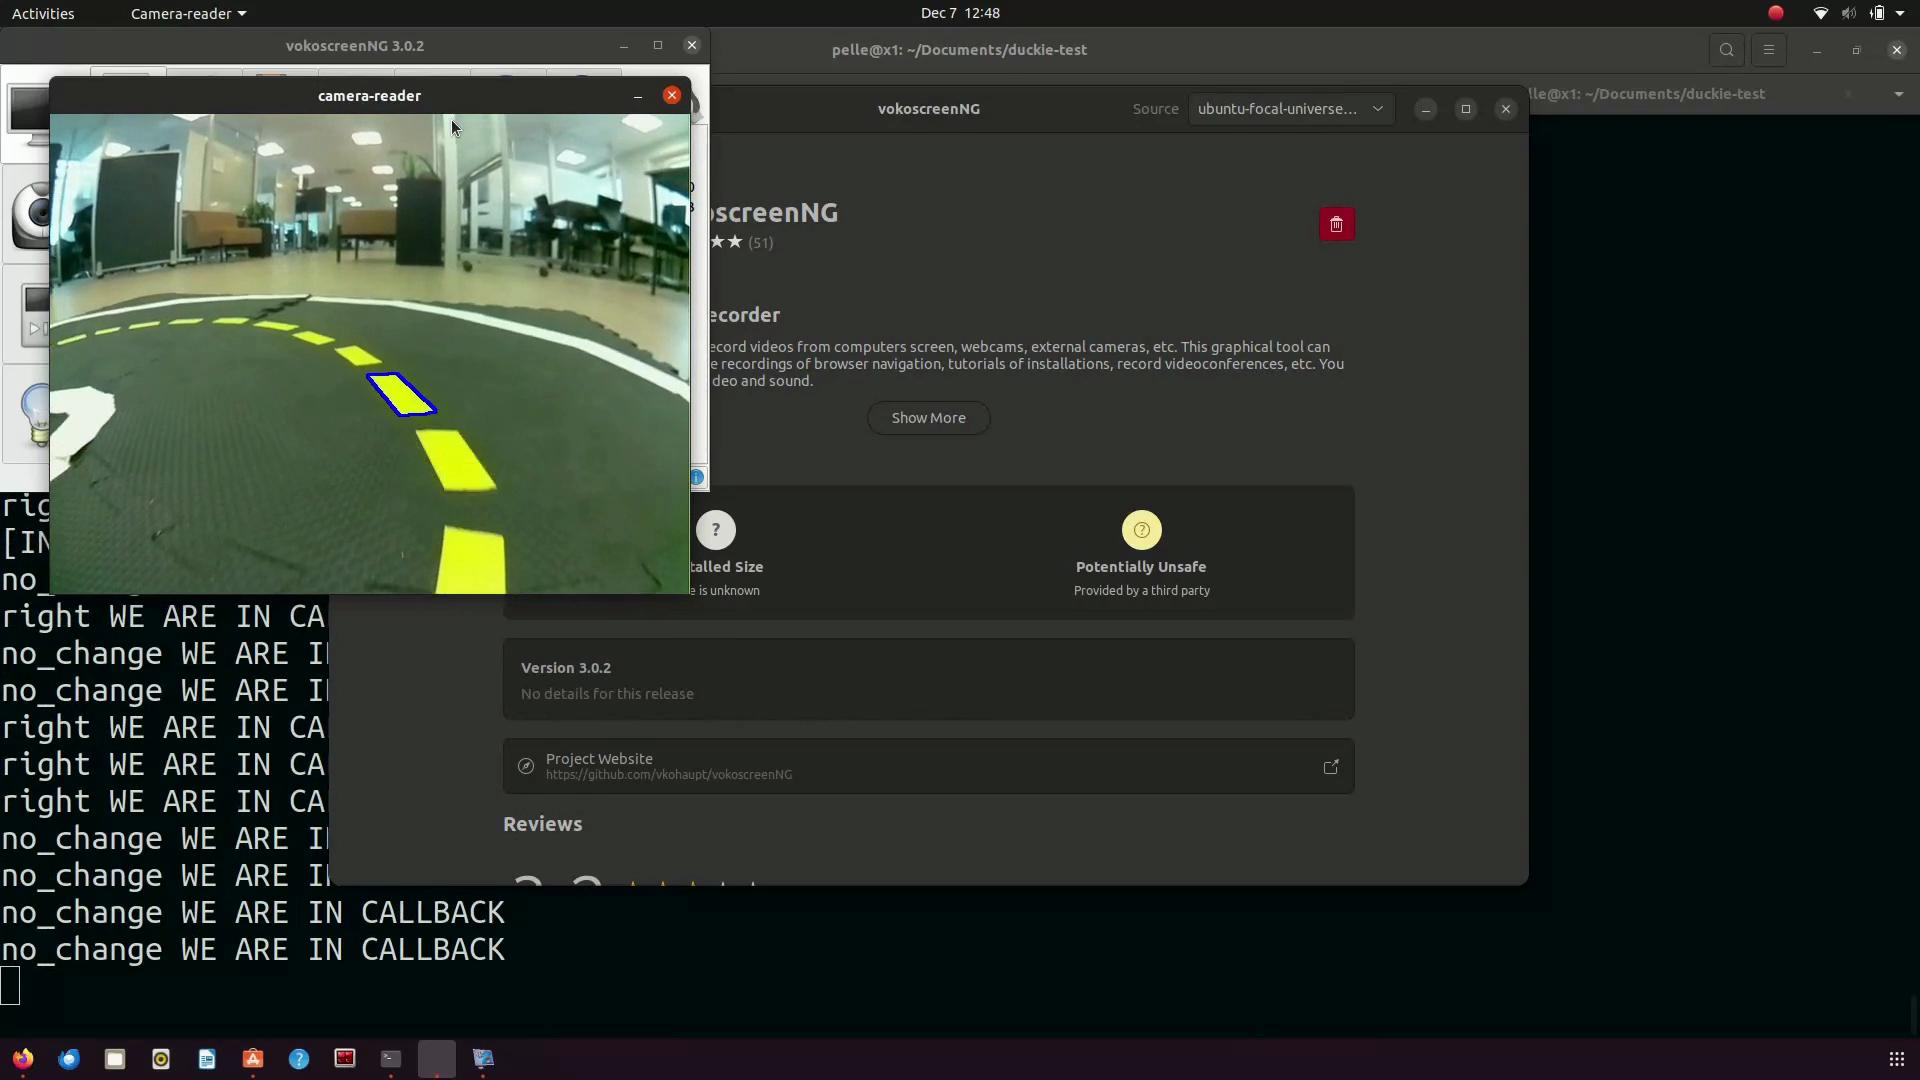 Activities
Camera-reader
Dec 7 12:48
vokoscreenNG 3.0.2
pelle@x1: ~/Documents/duckie-test
lle@x1: ~/Documents/duckie-test
camera-reader
vokoscreenNG
Source
ubuntu-focal-universe...
oscreenNG
(51)
ecorder
ecord videos from computers screen, webcams, external cameras, etc. This graphical tool can
e recordings of browser navigation, tutorials of installations, record videoconferences, etc. You
deo and sound.
Show More
talled Size
e is unknown
Potentially Unsafe
Provided by a third party
Version 3.0.2
No details for this release
Project Website
https://github.com/vkohaupt/vokoscreenNG
Reviews
rig
[IN
no_
right WE ARE IN CA
no_change WE ARE I
no_change WE ARE I
right WE ARE IN CA
right WE ARE IN CA
right WE ARE IN CA
no_change WE ARE I
no_change WE ARE I
no_change WE ARE IN CALLBACK
no_change WE ARE IN CALLBACK